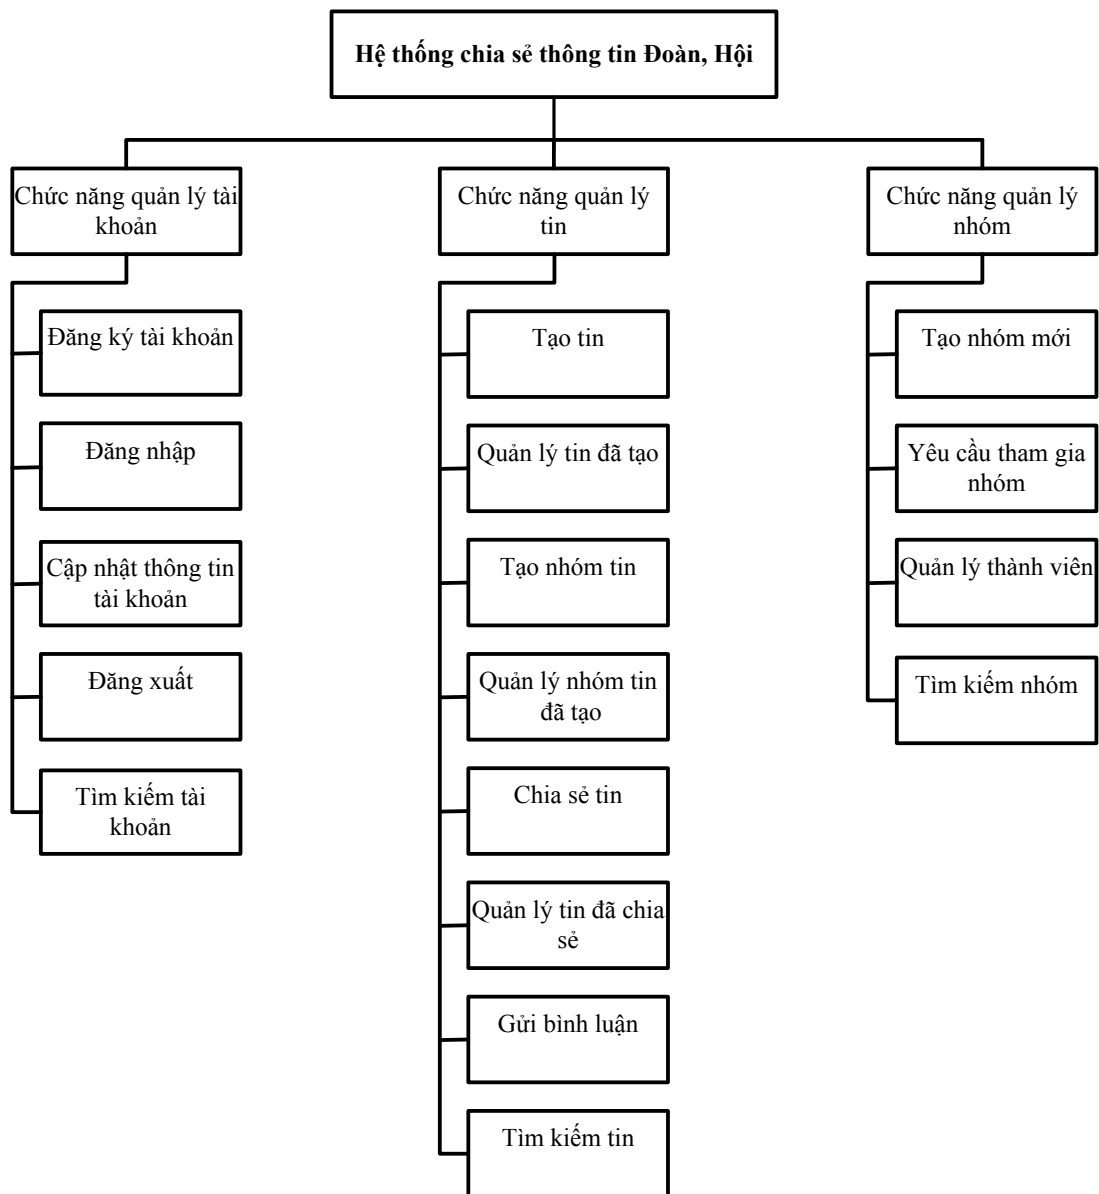 Hệ thống chia sẻ thông tin Đoàn, Hội
Chức năng quản lý tài
khoản
Đăng ký tài khoản
Đăng nhập
Cập nhật thông tin
tài khoản
Đăng xuất
Tìm kiếm tài
khoản
Chức năng quản lý
tin
Tạo tin
Quản lý tin đã tạo
Tạo nhóm tin
Quản lý nhóm tin
đã tạo
Chia sẻ tin
Quản lý tin đã chia
sẻ
Gửi bình luận
Tìm kiếm tin
Chức năng quản lý
nhóm
Tạo nhóm mới
Yêu cầu tham gia
nhóm
Quản lý thành viên
Tìm kiếm nhóm